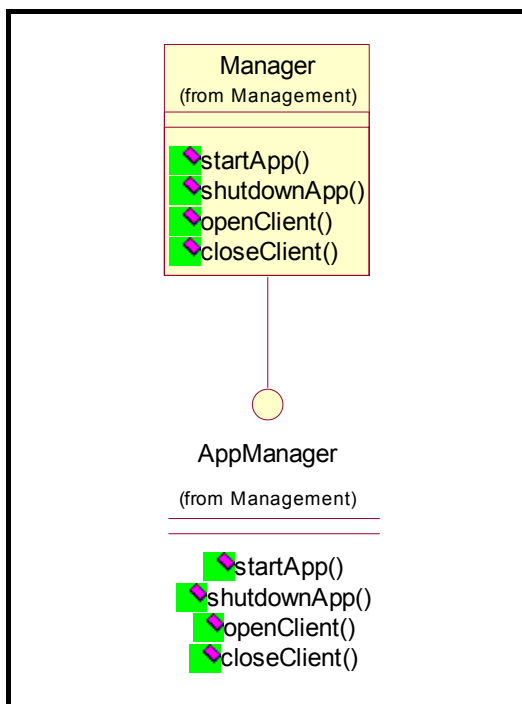 Manager
(from Management)
startApp()
shutdownApp()
openClient()
closeClient()
AppManager
(from Management)
startApp()
shutdownApp()
openClient()
closeClient()